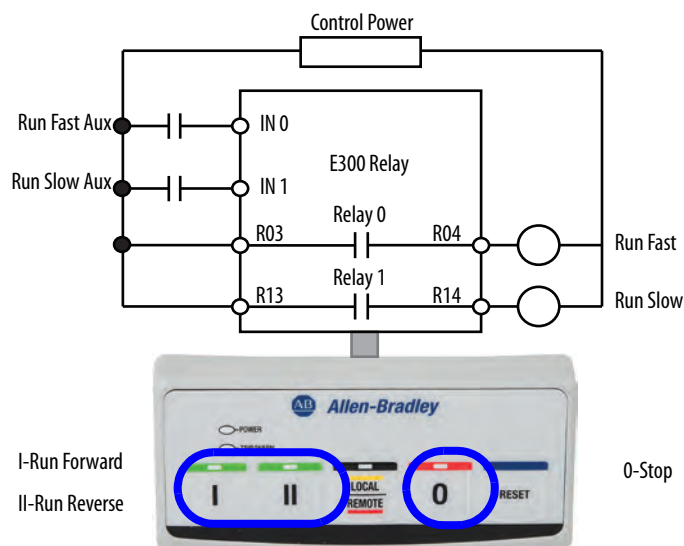 Control Power
Run Fast Aux
IN 0
E300 Relay
Run Slow Aux
IN 1
Relay 0
R03
R04
Run Fast
Relay 1
R13
R14
Run Slow
AB Allen-Bradley
POWER
I-Run Forward
II-Run Reverse
I
II
LOCAL
REMOTE
0
RESET
0-Stop